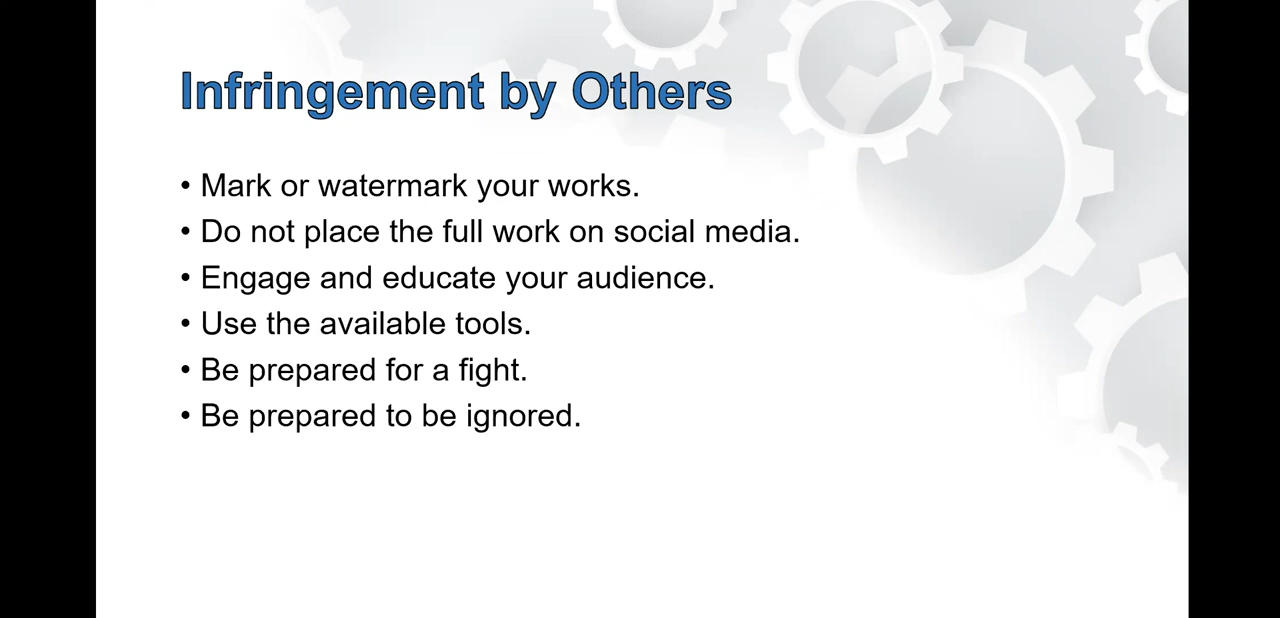 Infringement by Others
• Mark or watermark your works.
• Do not place the full work on social media.
• Engage and educate your audience.
• Use the available tools.
• Be prepared for a fight.
• Be prepared to be ignored.